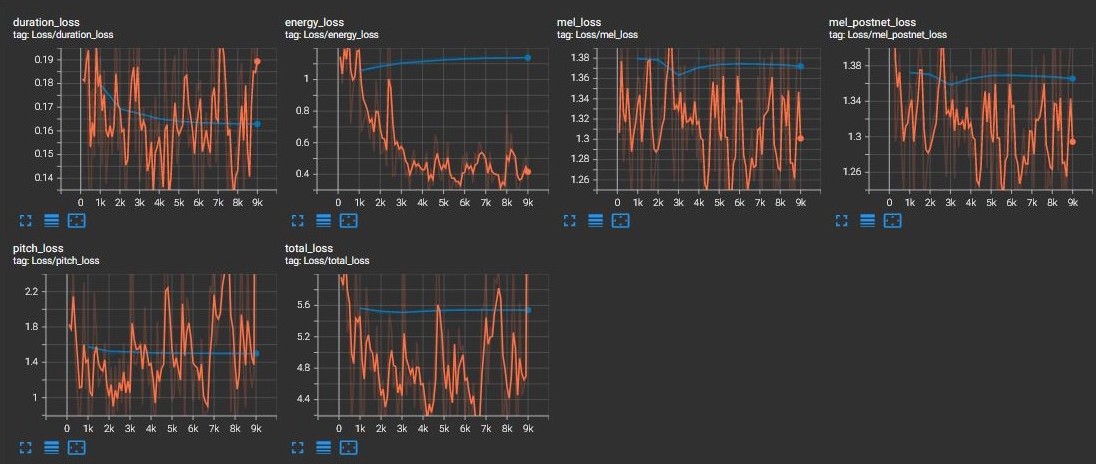 duration_loss
tag: Loss/duration_loss
0.19
0.18
0.17
0.16
0.15
0.14
0 1k 2k 3k 4k 5k 6k 7k 8k 9k
energy_loss
tag: Loss/energy_loss
1
0.8
0.6
0.4
0 1k 2k 3k 4k 5k 6k 7k 8k 9k
mel_loss
tag: Loss/mel_loss
1.38
1.36
1.34
1.32
1.3
1.28
1.26
0 1k 2k 3k 4k 5k 6k 7k 8k 9k
mel_postnet_loss
tag: Loss/mel_postnet_loss
1.38
1.34
1.3
1.26
0 1k 2k 3k 4k 5k 6k 7k 8k 9k
pitch_loss
tag: Loss/pitch_loss
2.2
1.8
1.4
1
0 1k 2k 3k 4k 5k 6k 7k 8k 9k
total_loss
tag: Loss/total_loss
5.6
5.2
4.8
4.4
0 1k 2k 3k 4k 5k 6k 7k 8k 9k